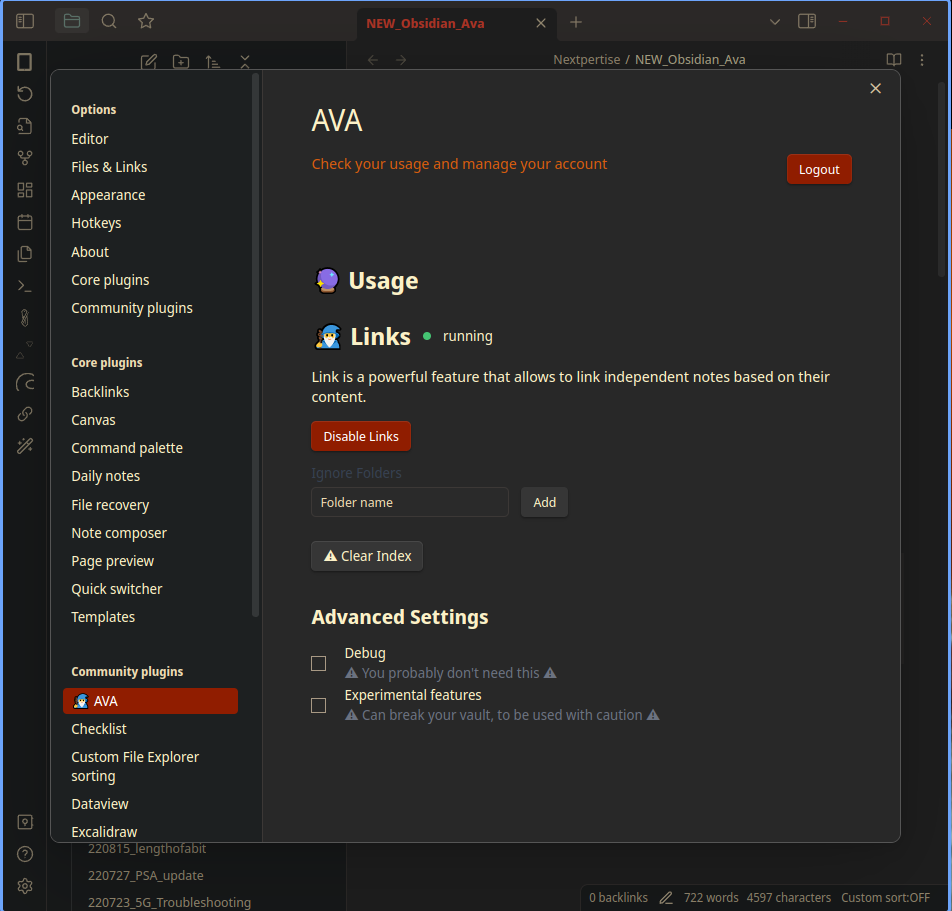 NEW_Obsidian_Ava
Nextpertise / NEW_Obsidian_Ava
Options
Editor
Files & Links
Appearance
Hotkeys
About
Core plugins
Community plugins
Core plugins
Backlinks
Canvas
Command palette
Daily notes
File recovery
Note composer
Page preview
Quick switcher
Templates
Community plugins
AVA
Checklist
Custom File Explorer
sorting
Dataview
Excalidraw
AVA
Check your usage and manage your account
Logout
Usage
Links running
Link is a powerful feature that allows to link independent notes based on their
content.
Disable Links
Ignore Folders
Folder name Add
⚠ Clear Index
Advanced Settings
Debug
⚠ You probably don't need this ⚠
Experimental features
⚠ Can break your vault, to be used with caution ⚠
220815_lengthofabit
220727_PSA_update
220723_5G_Troubleshooting
0 backlinks 722 words 4597 characters Custom sort:OFF